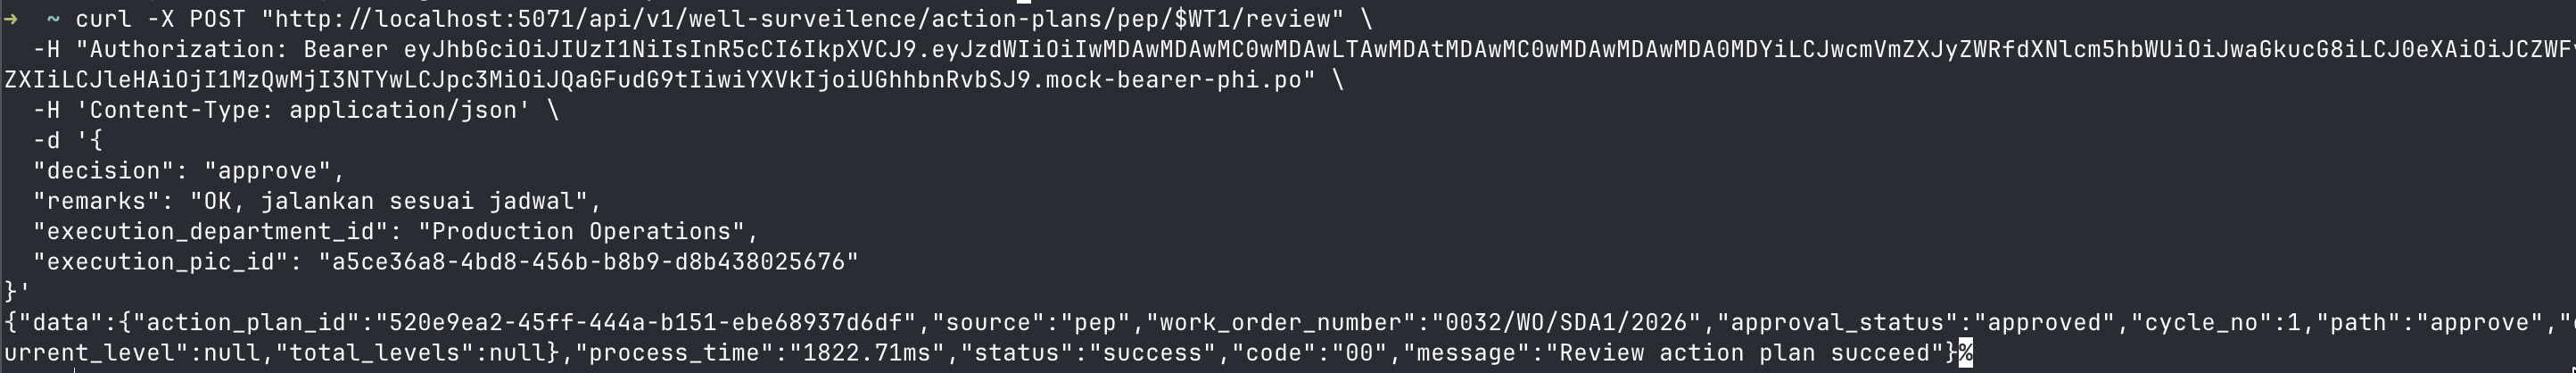 →  ~ curl -X POST "http://localhost:5071/api/v1/well-surveilence/action-plans/pep/$WT1/review" \
  -H "Authorization: Bearer eyJhbGciOiJIUzI1NiIsInR5cCI6IkpXVCJ9.eyJzdWIiOiIwMDAwMDAwMC0wMDAwLTAwMDAtMDAwMC0wMDAwMDAwMDA0MDYiLCJwcmVmZXJyZWRfdXNlcm5hbWUiOiJwaGkucG8iLCJ0eXAiOiJCZWFy
ZXIiLCJleHAiOjI1MzQwMjI3NTYwLCJpc3MiOiJQaGFudG9tIiwiYXVkIjoiUGhhbnRvbSJ9.mock-bearer-phi.po" \
  -H 'Content-Type: application/json' \
  -d '{
  "decision": "approve",
  "remarks": "OK, jalankan sesuai jadwal",
  "execution_department_id": "Production Operations",
  "execution_pic_id": "a5ce36a8-4bd8-456b-b8b9-d8b438025676"
}'
{"data":{"action_plan_id":"520e9ea2-45ff-444a-b151-ebe68937d6df","source":"pep","work_order_number":"0032/WO/SDA1/2026","approval_status":"approved","cycle_no":1,"path":"approve","c
urrent_level":null,"total_levels":null},"process_time":"1822.71ms","status":"success","code":"00","message":"Review action plan succeed"}%